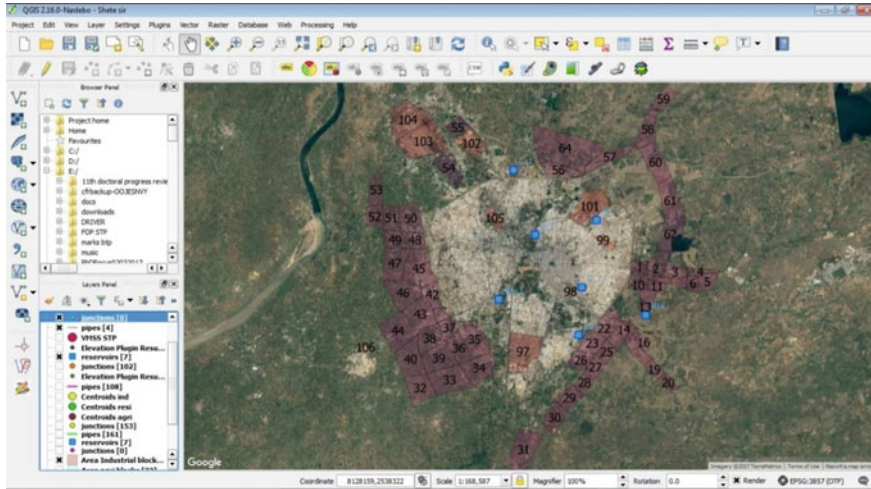 QGIS 2.16.0-Nødebo - Shete sir
Project Edit View Layer Settings Plugins Vector Raster Database Web Processing Help
Browser Panel
Project home
Home
Favourites
C:/
D:/
E:/
11th doctoral progress revie
cfrbackup-OOJESNVY
docs
downloads
DRIVER
FDP STP
marks btp
music
Layers Panel
junctions [0]
pipes [4]
VMSS STP
Elevation Plugin Resu...
reservoirs [7]
junctions [102]
Elevation Plugin Resu...
pipes [108]
Centroids ind
Centroids resi
Centroids agri
junctions [153]
pipes [161]
reservoirs [7]
junctions [0]
Area Industrial block...
59
104
55
58
103
102
64
57
54
56
60
53
101
61
52 51 50
105
49 48
99
62
47 45
1 2 3 4
10 11 6 5
46 42
98
13
43
44 37
22 14
38 35
23 16
106
36
25
40 39
97
26
34
27
19
33
28
20
32
29
30
31
Google
Coordinate 8128159,2538322 Scale 1:168,587 Magnifier 100% Rotation 0.0 Render EPSG:3857 (OTF)